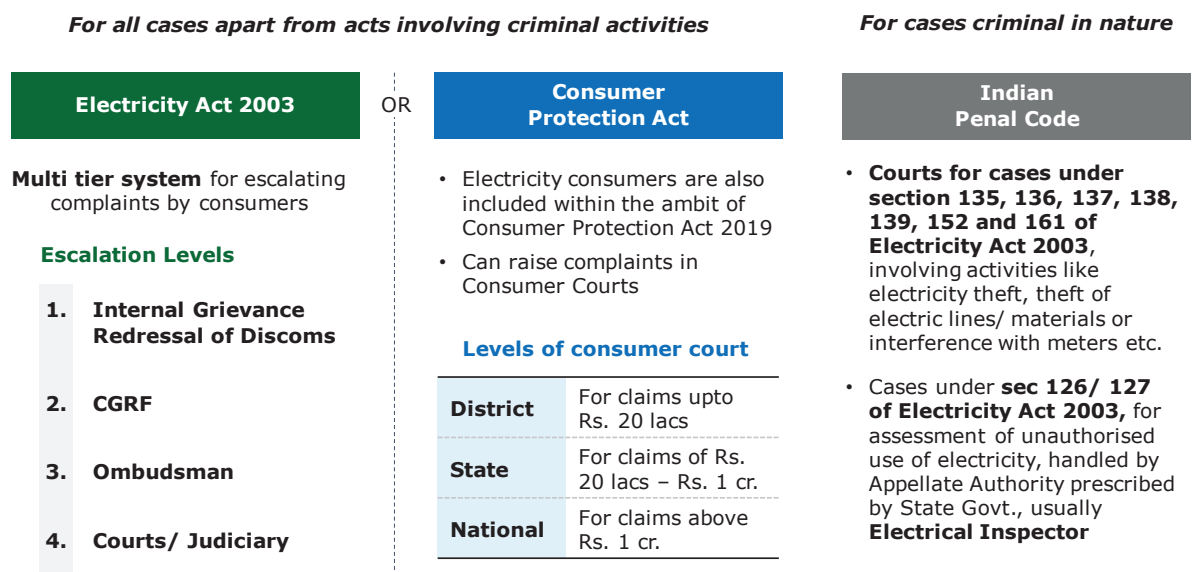 For all cases apart from acts involving criminal activities
For cases criminal in nature
Electricity Act 2003
OR
Consumer
Protection Act
Indian
Penal Code
Multi tier system for escalating
complaints by consumers
Escalation Levels
1. Internal Grievance
Redressal of Discoms
2. CGRF
3. Ombudsman
4. Courts/ Judiciary
• Electricity consumers are also
included within the ambit of
Consumer Protection Act 2019
• Can raise complaints in
Consumer Courts
Levels of consumer court
District
For claims upto
Rs. 20 lacs
State
For claims of Rs.
20 lacs – Rs. 1 cr.
National
For claims above
Rs. 1 cr.
• Courts for cases under
section 135, 136, 137, 138,
139, 152 and 161 of
Electricity Act 2003,
involving activities like
electricity theft, theft of
electric lines/ materials or
interference with meters etc.
• Cases under sec 126/ 127
of Electricity Act 2003, for
assessment of unauthorised
use of electricity, handled by
Appellate Authority prescribed
by State Govt., usually
Electrical Inspector